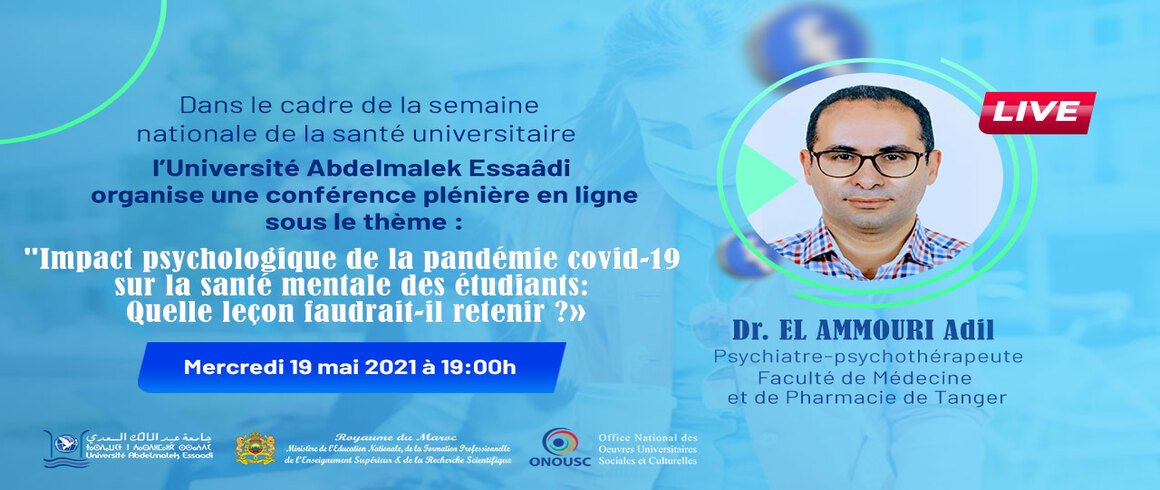 Dans le cadre de la semaine
nationale de la santé universitaire
l'Université Abdelmalek Essaâdi
organise une conférence plénière en ligne
sous le thème :
"Impact psychologique de la pandémie covid-19
sur la santé mentale des étudiants:
Quelle leçon faudrait-il retenir ?»
Mercredi 19 mai 2021 à 19:00h
LIVE
Dr. EL AMMOURI Adil
Psychiatre-psychothérapeute
Faculté de Médecine
et de Pharmacie de Tanger
جامعة عبد المالك السعدي
Université Abdelmalek Essaadi
Royaume du Maroc
Ministère de l'Education Nationale, de la Formation Professionnelle
de l'Enseignement Supérieur & de la Recherche Scientifique
ONOUSC
Office National des
Oeuvres Universitaires
Sociales et Culturelles